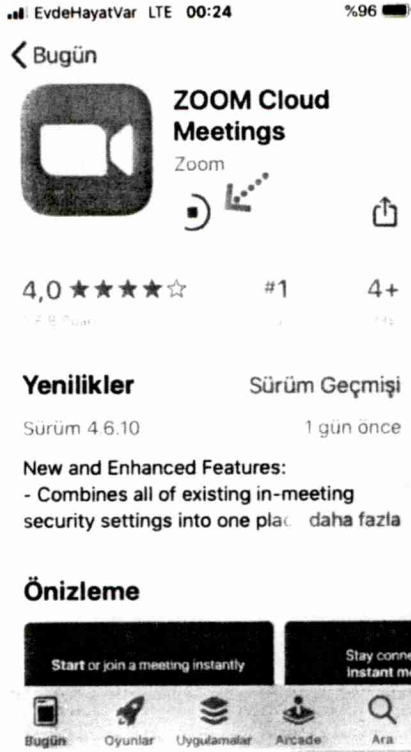 EvdeHayatVar LTE 00:24 %96
Bugün
ZOOM Cloud
Meetings
Zoom
4,0 ★★★★☆ #1 4+
Yenilikler Sürüm Geçmişi
Sürüm 4.6.10 1 gün önce
New and Enhanced Features:
- Combines all of existing in-meeting
security settings into one plac daha fazla
Önizleme
Start or join a meeting instantly
Stay conne
Instant me
Bugün Oyunlar Uygulamalar Arcade Ara